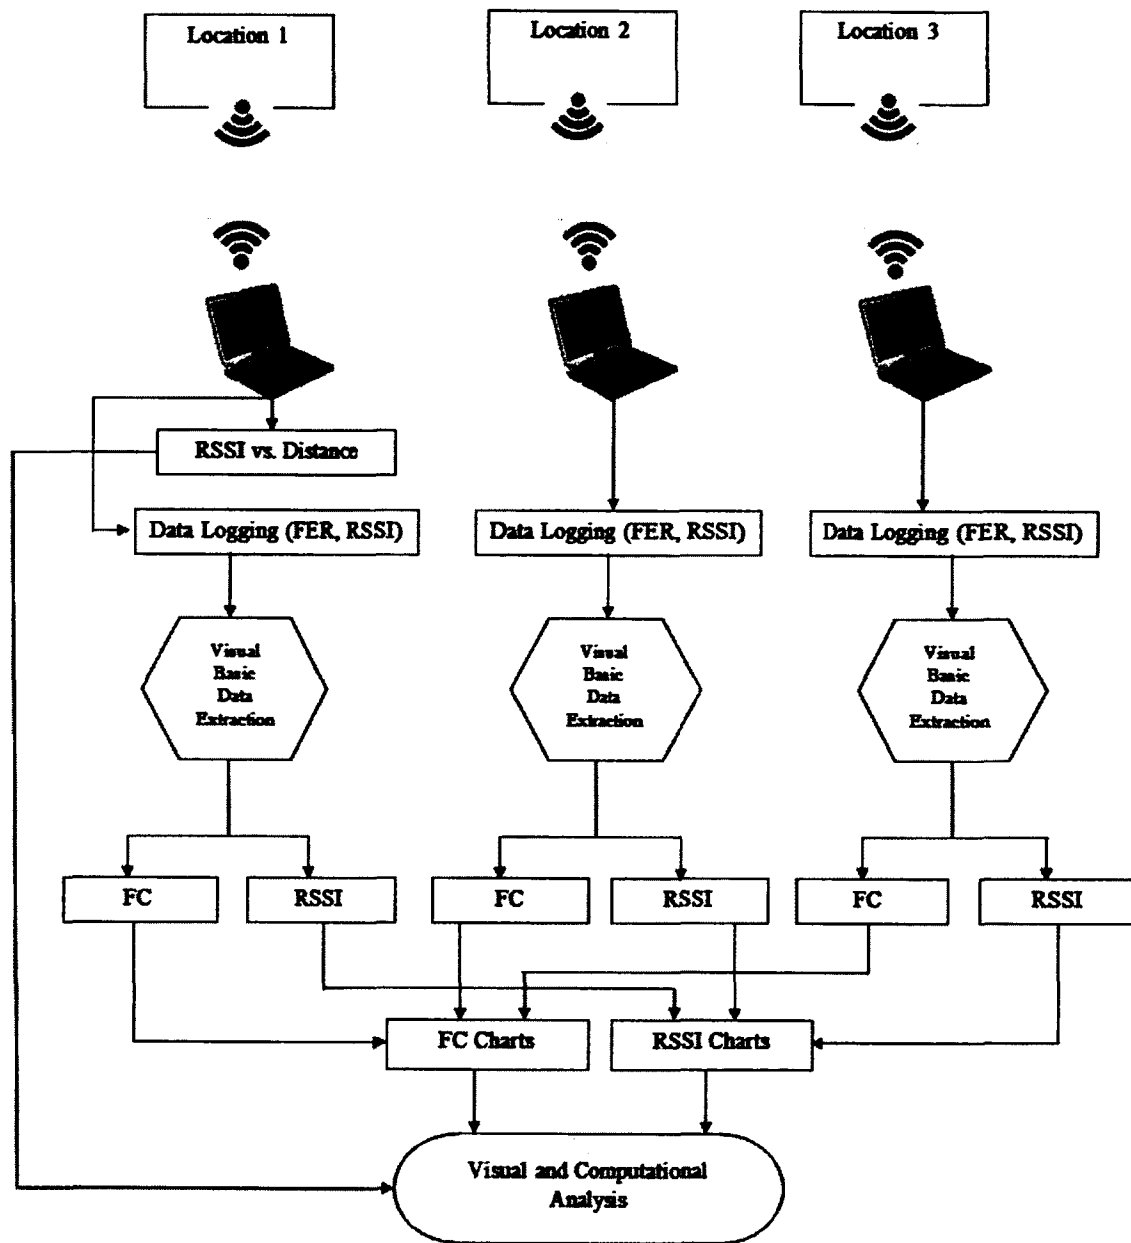 Location 1
Location 2
Location 3
RSSI vs. Distance
Data Logging (FER, RSSI)
Data Logging (FER, RSSI)
Data Logging (FER, RSSI)
Visual
Basic
Data
Extraction
Visual
Basic
Data
Extraction
Visual
Basic
Data
Extraction
FC
RSSI
FC
RSSI
FC
RSSI
FC Charts
RSSI Charts
Visual and Computational
Analysis